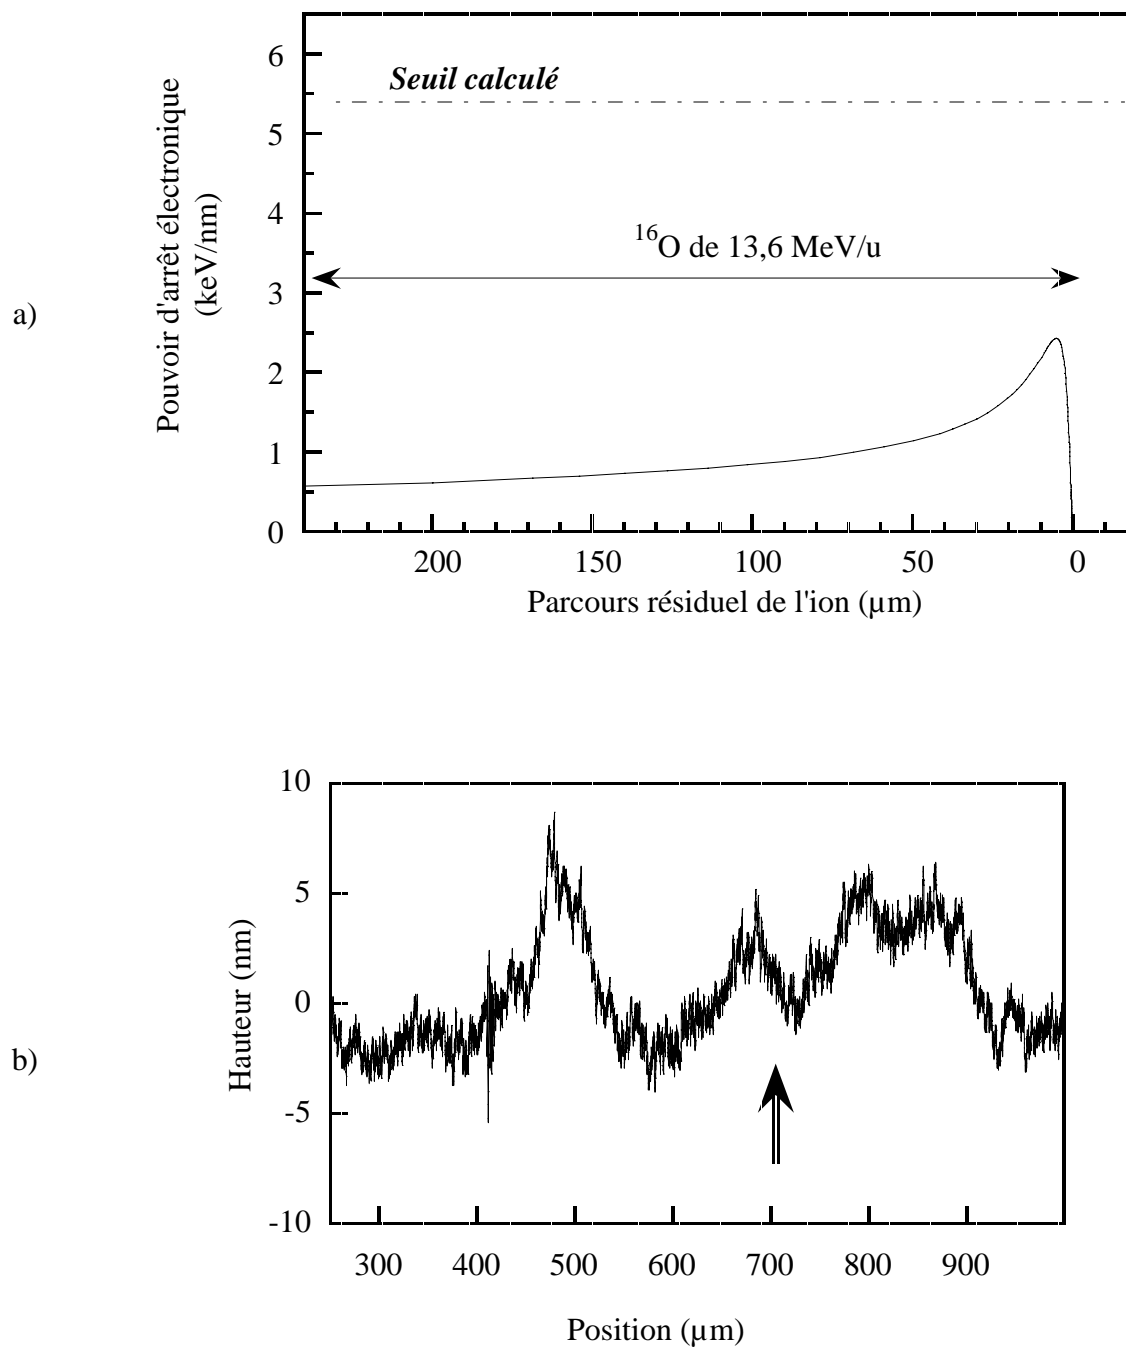 a)
Pouvoir d'arrêt électronique
(keV/nm)
6
5
4
3
2
1
0
Seuil calculé
16O de 13,6 MeV/u
200 150 100 50 0
Parcours résiduel de l'ion (µm)
b)
Hauteur (nm)
10
5
0
-5
-10
300 400 500 600 700 800 900
Position (µm)